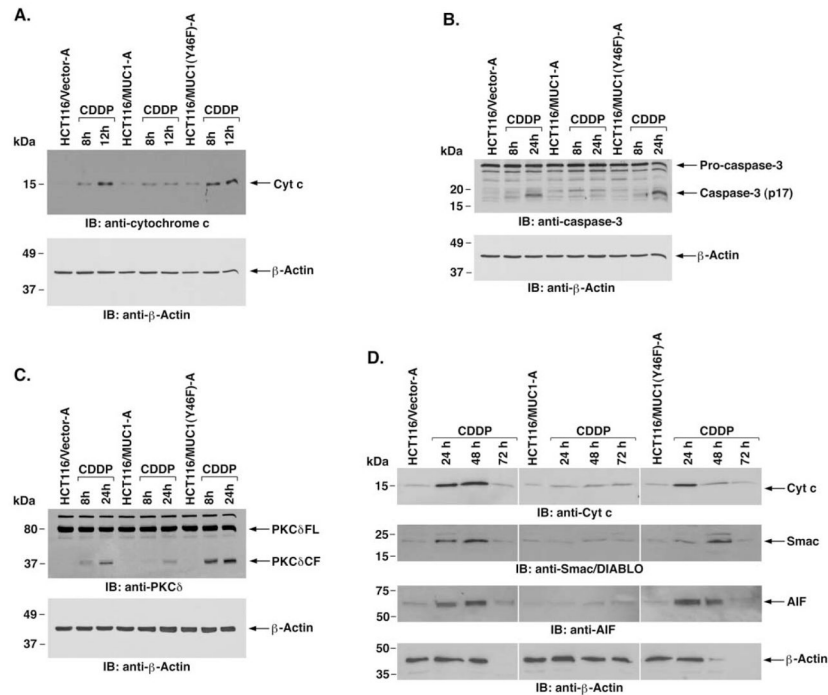 A.
HCT116/Vector-A
CDDP
8h
12h
HCT116/MUC1-A
CDDP
8h
12h
HCT116/MUC1(Y46F)-A
CDDP
8h
12h
kDa
15
Cyt c
IB: anti-cytochrome c
49
37
β-Actin
IB: anti-β-Actin
B.
HCT116/Vector-A
CDDP
8h
24h
HCT116/MUC1-A
CDDP
8h
24h
HCT116/MUC1(Y46F)-A
CDDP
8h
24h
kDa
Pro-caspase-3
20
15
Caspase-3 (p17)
IB: anti-caspase-3
49
37
β-Actin
IB: anti-β-Actin
C.
HCT116/Vector-A
CDDP
8h
24h
HCT116/MUC1-A
CDDP
8h
24h
HCT116/MUC1(Y46F)-A
CDDP
8h
24h
kDa
80
PKCδFL
37
PKCδCF
IB: anti-PKCδ
49
37
β-Actin
IB: anti-β-Actin
D.
HCT116/Vector-A
CDDP
24 h
48 h
72 h
HCT116/MUC1-A
CDDP
24 h
48 h
72 h
HCT116/MUC1(Y46F)-A
CDDP
24 h
48 h
72 h
kDa
15
Cyt c
IB: anti-Cyt c
25
15
Smac
IB: anti-Smac/DIABLO
75
50
AIF
IB: anti-AIF
50
35
β-Actin
IB: anti-β-Actin